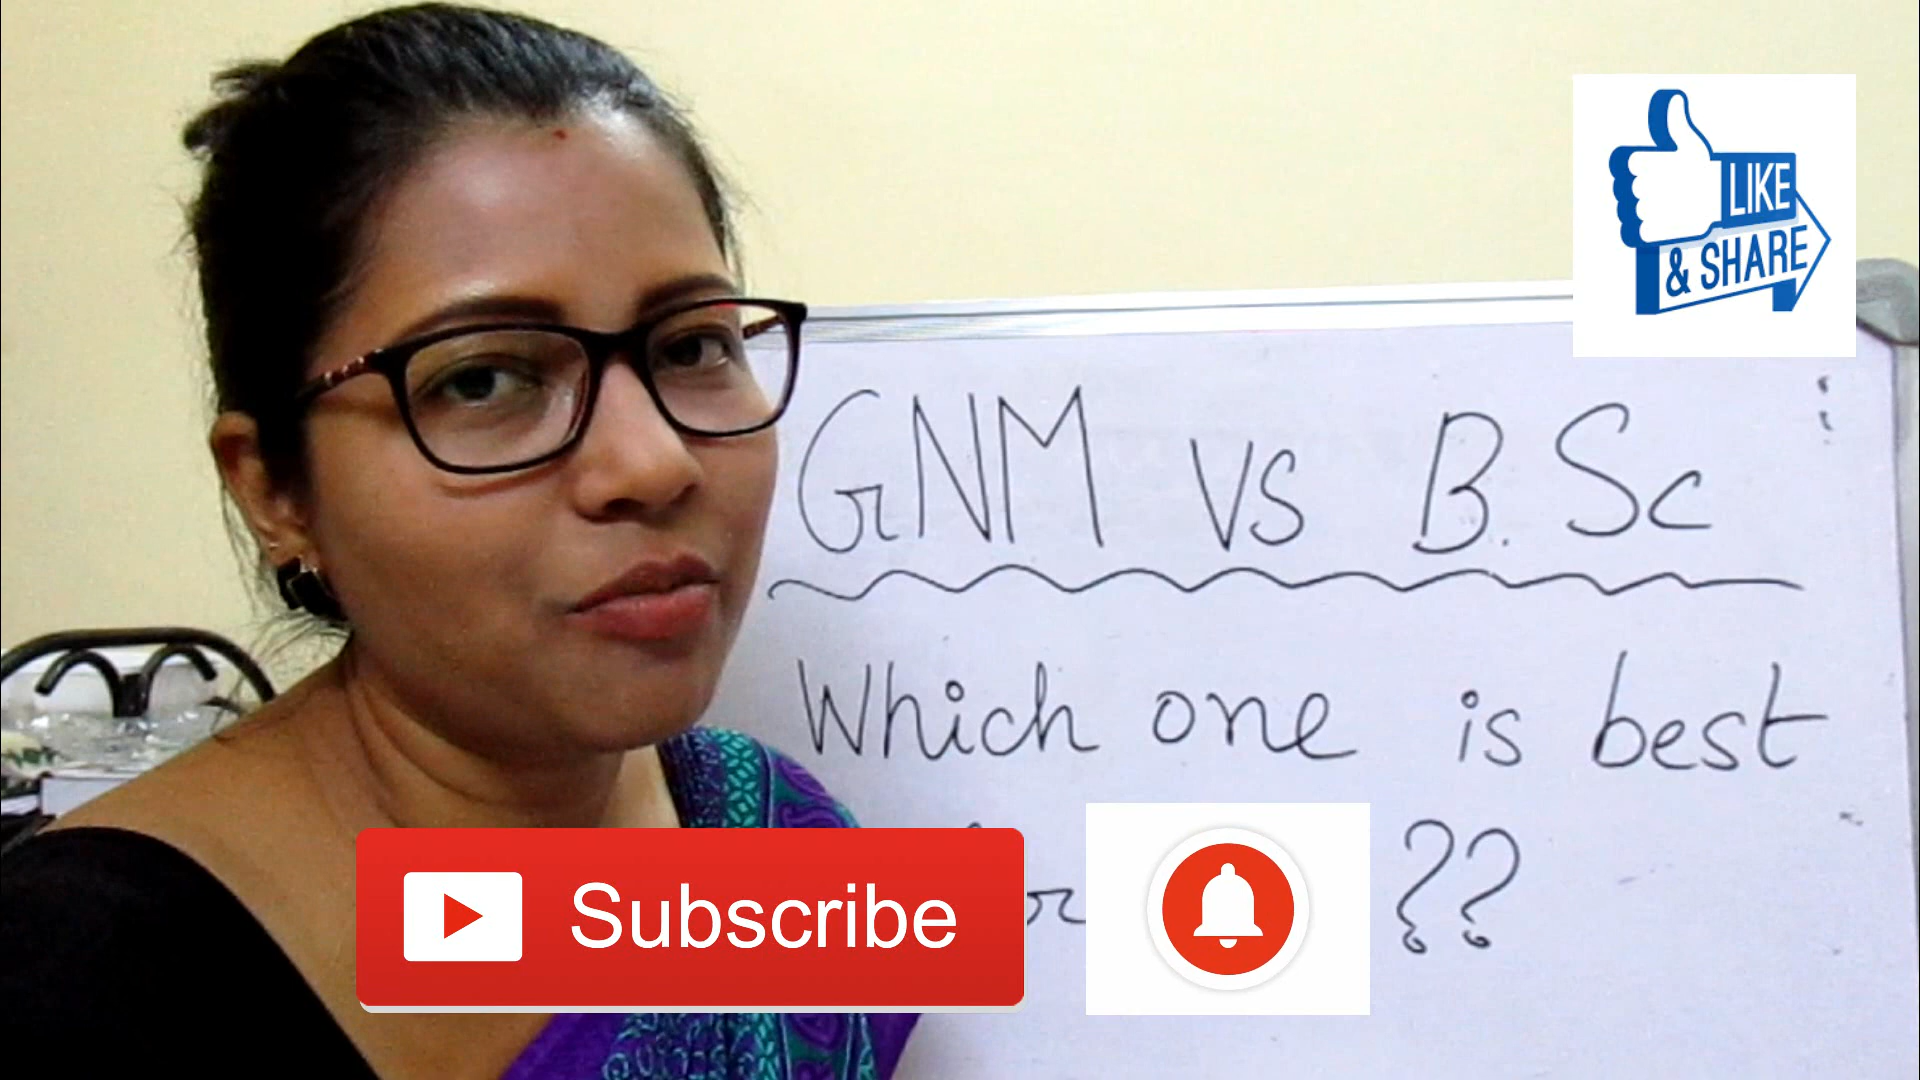 LIKE
& SHARE
GNM vs B.Sc
Which one is best
??
Subscribe